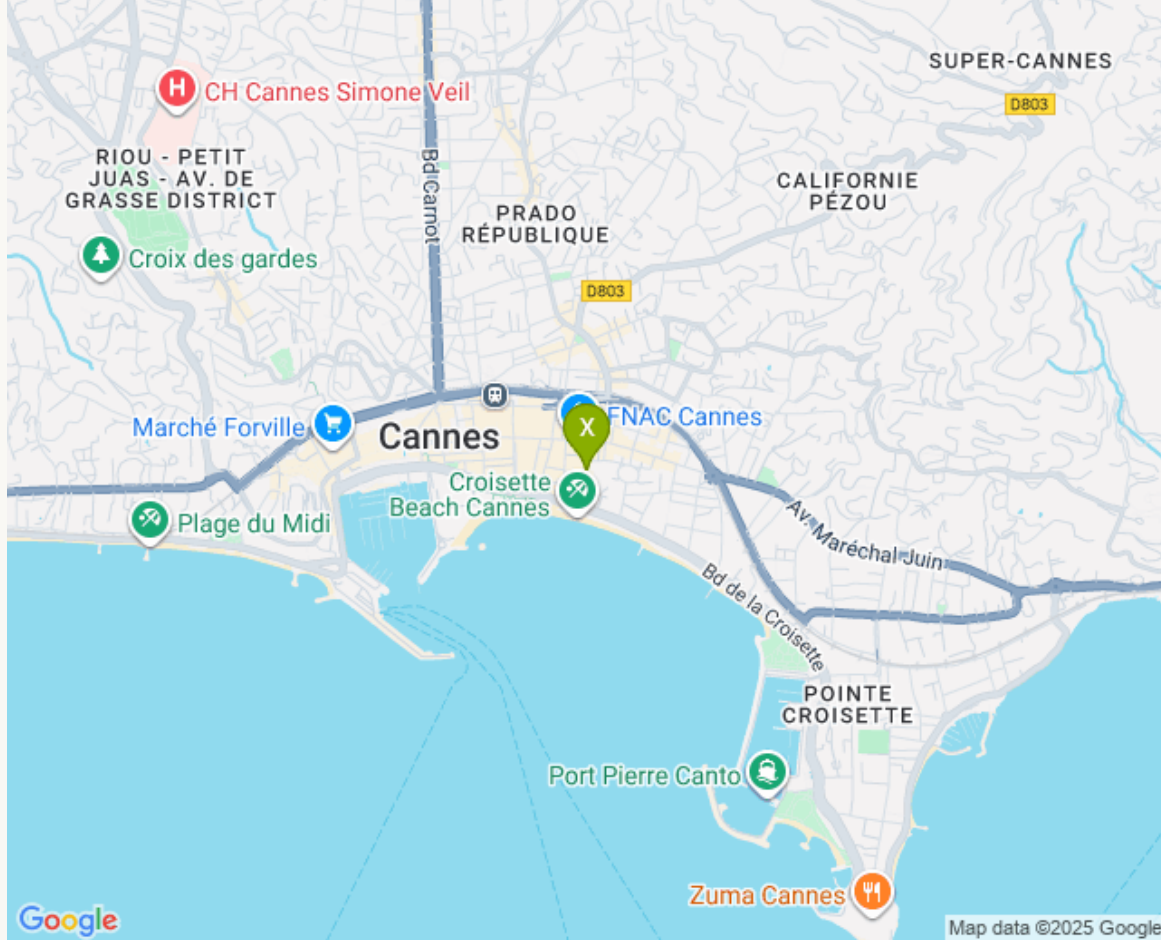 SUPER-CANNES
D803
CH Cannes Simone Veil
RIOU - PETIT
JUAS - AV. DE
GRASSE DISTRICT
Bd Carnot
CALIFORNIE
PÉZOU
PRADO
RÉPUBLIQUE
Croix des gardes
D803
Marché Forville
Cannes
FNAC Cannes
X
Croisette
Beach Cannes
Plage du Midi
Av. Maréchal Juin
Bd de la Croisette
POINTE
CROISETTE
Port Pierre Canto
Zuma Cannes
Google
Map data ©2025 Google
H